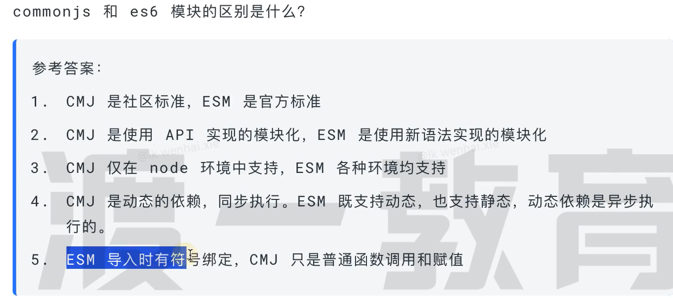 commonjs 和 es6 模块的区别是什么？
参考答案：
1. CMJ 是社区标准，ESM 是官方标准
2. CMJ 是使用 API 实现的模块化，ESM 是使用新语法实现的模块化
3. CMJ 仅在 node 环境中支持，ESM 各种环境均支持
4. CMJ 是动态的依赖，同步执行。ESM 既支持动态，也支持静态，动态依赖是异步执
行的。
5. ESM 导入时有符号绑定，CMJ 只是普通函数调用和赋值
渡一教育